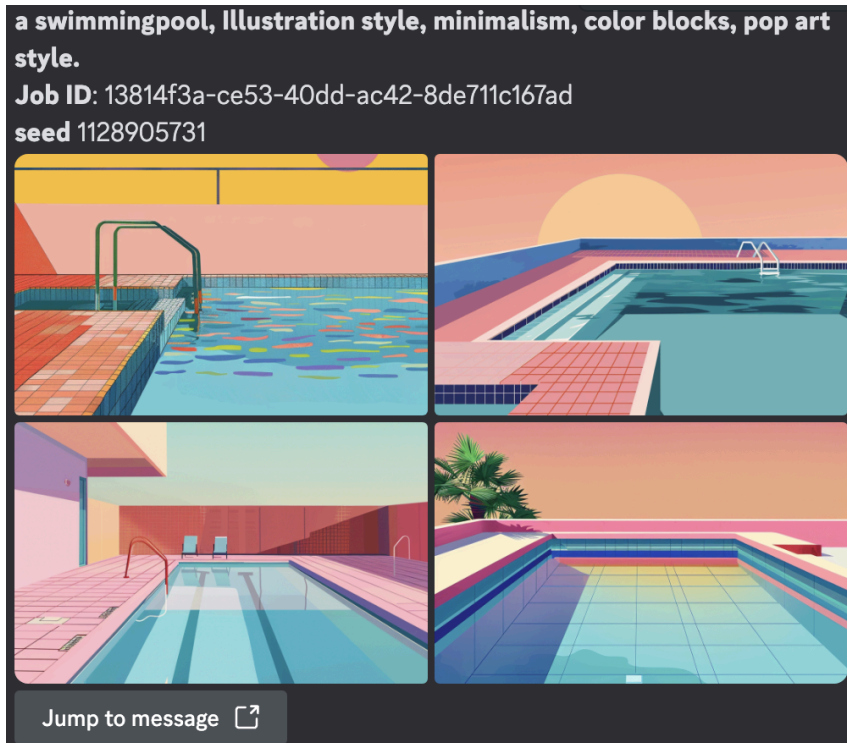 a swimmingpool, Illustration style, minimalism, color blocks, pop art
style.
Job ID: 13814f3a-ce53-40dd-ac42-8de711c167ad
seed 1128905731
Jump to message